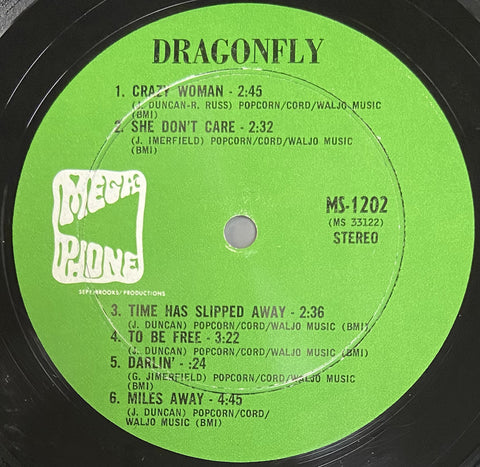 DRAGONFLY
1. CRAZY WOMAN - 2:45
(J. DUNCAN-R. RUSS) POPCORN/CORD/WALJO MUSIC
(BMI)
2. SHE DON'T CARE - 2:32
(J. IMERFIELD) POPCORN/CORD/WALJO MUSIC
(BMI)
MEGA
PHONE
MS-1202
(MS 33122)
STEREO
PRODUCTIONS
3. TIME HAS SLIPPED AWAY - 2:36
(J. DUNCAN) POPCORN/CORD/WALJO MUSIC (BMI)
4. TO BE FREE - 3:22
(J. DUNCAN) POPCORN/CORD/WALJO MUSIC (BMI)
5. DARLIN' - :24
(G. JIMERFIELD) POPCORN/CORD/WALJO MUSIC
(BMI)
6. MILES AWAY - 4:45
(J. DUNCAN) POPCORN/CORD/
WALJO MUSIC (BMI)